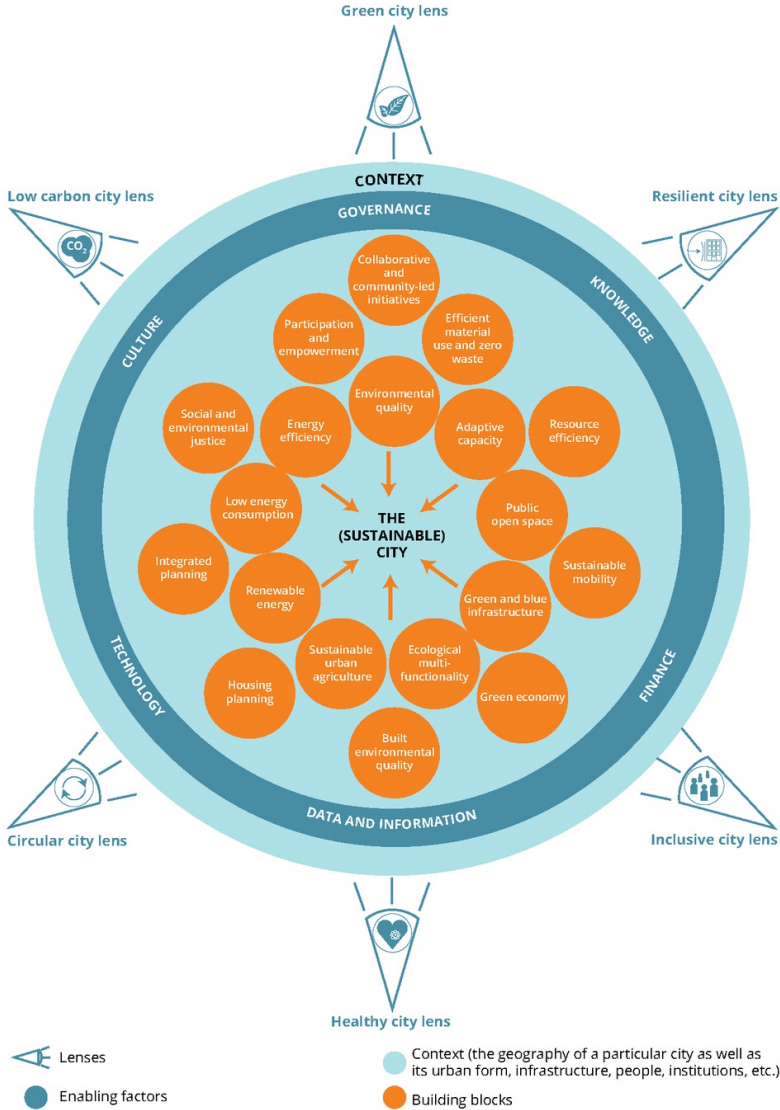 Green city lens
Low carbon city lens
Resilient city lens
CO₂
CONTEXT
GOVERNANCE
CULTURE
KNOWLEDGE
TECHNOLOGY
FINANCE
DATA AND INFORMATION
Collaborative and
community-led
initiatives
Participation
and
empowerment
Efficient
material
use and zero
waste
Environmental
quality
Social and
environmental
justice
Energy
efficiency
Adaptive
capacity
Resource
efficiency
Low energy
consumption
Public
open space
THE
(SUSTAINABLE)
CITY
Integrated
planning
Sustainable
mobility
Renewable
energy
Green and blue
infrastructure
Sustainable
urban
agriculture
Ecological
multi-
functionality
Housing
planning
Green economy
Built
environmental
quality
Circular city lens
Inclusive city lens
Healthy city lens
Lenses
Enabling factors
Context (the geography of a particular city as well as
its urban form, infrastructure, people, institutions, etc.)
Building blocks